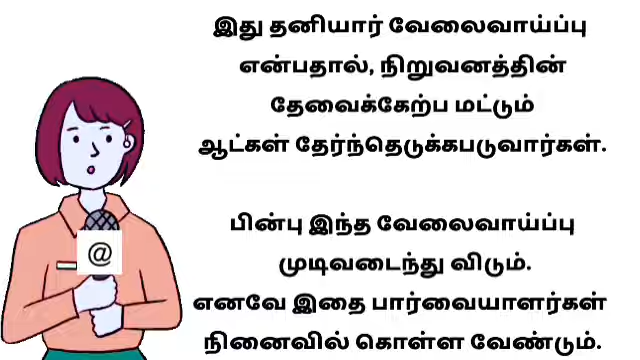 இது தனியார் வேலைவாய்ப்பு
என்பதால், நிறுவனத்தின்
தேவைக்கேற்ப மட்டும்
ஆட்கள் தேர்ந்தெடுக்கபடுவார்கள்.
பின்பு இந்த வேலைவாய்ப்பு
முடிவடைந்து விடும்.
எனவே இதை பார்வையாளர்கள்
நினைவில் கொள்ள வேண்டும்.
@